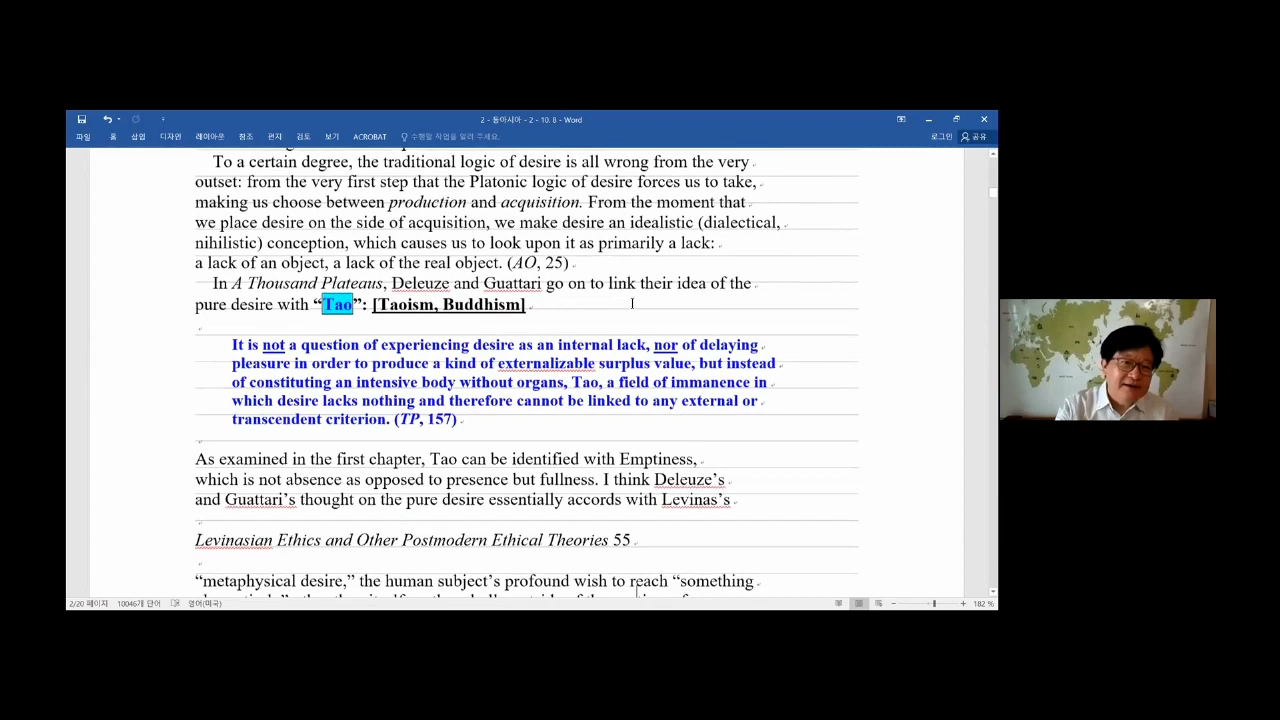 2 - 동아시아 - 2 - 10. 8 - Word
파일 홈 삽입 디자인 레이아웃 참조 편지 검토 보기 ACROBAT 수행할 작업을 알려 주세요. 로그인 공유
To a certain degree, the traditional logic of desire is all wrong from the very
outset: from the very first step that the Platonic logic of desire forces us to take,
making us choose between production and acquisition. From the moment that
we place desire on the side of acquisition, we make desire an idealistic (dialectical,
nihilistic) conception, which causes us to look upon it as primarily a lack:
a lack of an object, a lack of the real object. (AO, 25)
In A Thousand Plateaus, Deleuze and Guattari go on to link their idea of the
pure desire with “Tao”: [Taoism, Buddhism]
It is not a question of experiencing desire as an internal lack, nor of delaying
pleasure in order to produce a kind of externalizable surplus value, but instead
of constituting an intensive body without organs, Tao, a field of immanence in
which desire lacks nothing and therefore cannot be linked to any external or
transcendent criterion. (TP, 157)
As examined in the first chapter, Tao can be identified with Emptiness,
which is not absence as opposed to presence but fullness. I think Deleuze’s
and Guattari’s thought on the pure desire essentially accords with Levinas’s
Levinasian Ethics and Other Postmodern Ethical Theories 55
“metaphysical desire,” the human subject’s profound wish to reach “something
2/20 페이지 10046개 단어 영어(미국) 182 %